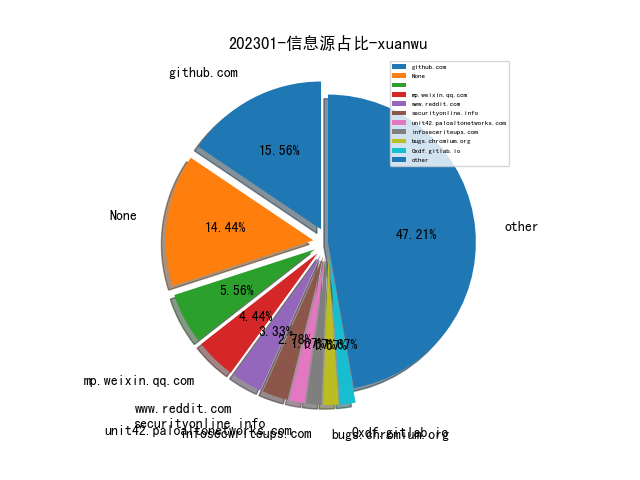 202301-信息源占比-xuanwu
github.com
None
mp.weixin.qq.com
www.reddit.com
securityonline.info
unit42.paloaltonetworks.com
infosecwriteups.com
bugs.chromium.org
0xdf.gitlab.io
other
github.com
15.56%
None
14.44%
47.21%
other
5.56%
4.44%
3.33%
2.78%
mp.weixin.qq.com
www.reddit.com
securityonline.info
unit42.paloaltonetworks.com
infosecwriteups.com
bugs.chromium.org
0xdf.gitlab.io